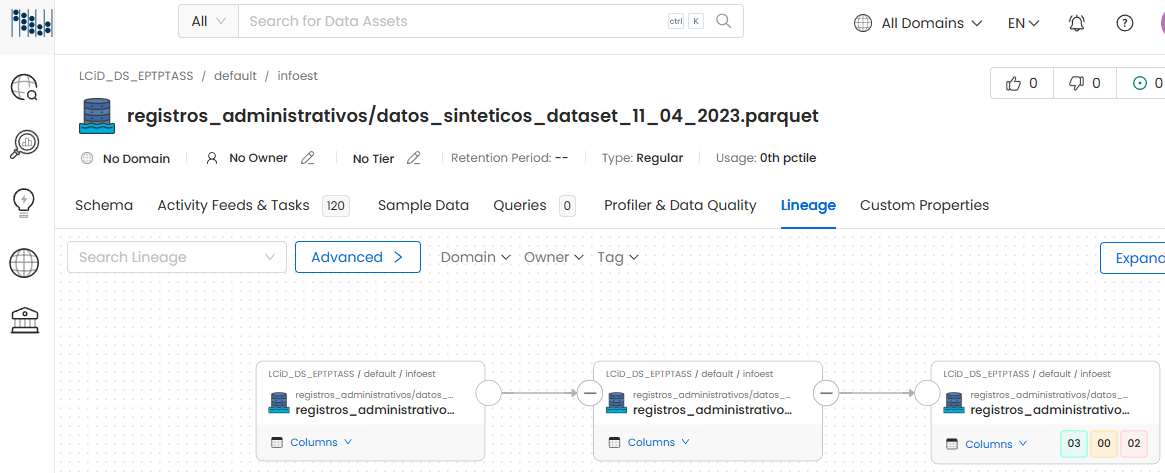 All Search for Data Assets ctrl K All Domains EN
LCiD_DS_EPTPTASS / default / infoest
0 0 0
registros_administrativos/datos_sinteticos_dataset_11_04_2023.parquet
No Domain No Owner No Tier Retention Period: -- Type: Regular Usage: 0th pctile
Schema Activity Feeds & Tasks 120 Sample Data Queries 0 Profiler & Data Quality Lineage Custom Properties
Search Lineage Advanced Domain Owner Tag Expand
LCiD_DS_EPTPTASS / default / infoest LCiD_DS_EPTPTASS / default / infoest LCiD_DS_EPTPTASS / default / infoest
registros_administrativos/datos_... registros_administrativos/datos_... registros_administrativos/datos_...
registros_administrativo... registros_administrativo... registros_administrativo...
Columns Columns Columns 03 00 02